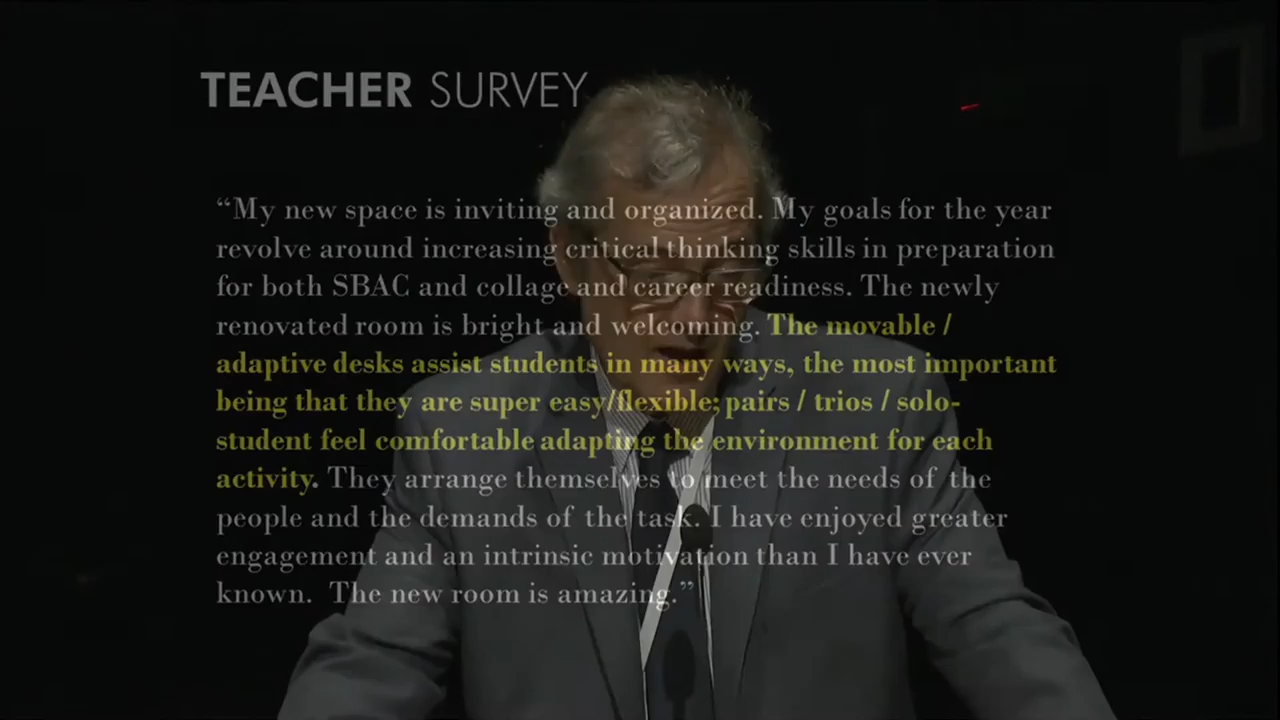 TEACHER SURVEY
“My new space is inviting and organized. My goals for the year
revolve around increasing critical thinking skills in preparation
for both SBAC and collage and career readiness. The newly
renovated room is bright and welcoming. The movable /
adaptive desks assist students in many ways, the most important
being that they are super easy/flexible; pairs / trios / solo-
student feel comfortable adapting the environment for each
activity. They arrange themselves to meet the needs of the
people and the demands of the task. I have enjoyed greater
engagement and an intrinsic motivation than I have ever
known. The new room is amazing.”